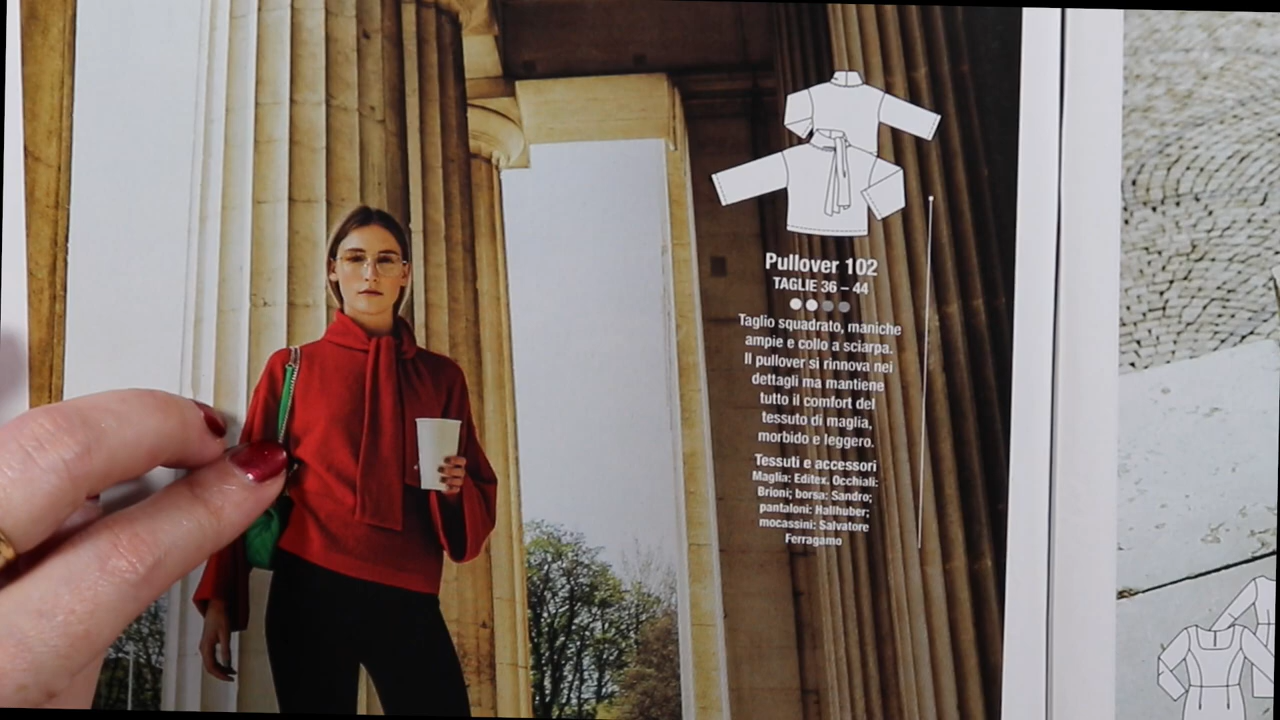 Pullover 102
TAGLIE 36 – 44
Taglio squadrato, maniche
ampie e collo a sciarpa.
Il pullover si rinnova nei
dettagli ma mantiene
tutto il comfort del
tessuto di maglia,
morbido e leggero.
Tessuti e accessori
Maglia: Editex. Occhiali:
Brioni; borsa: Sandro;
pantaloni: Hallhuber;
mocassini: Salvatore
Ferragamo